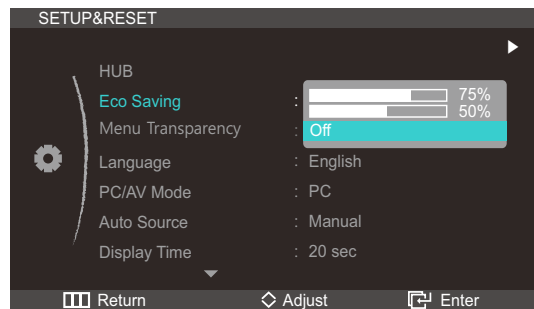 SETUP&RESET
HUB
Eco Saving :
75%
50%
Off
Menu Transparency :
Language : English
PC/AV Mode : PC
Auto Source : Manual
Display Time : 20 sec
Return Adjust Enter